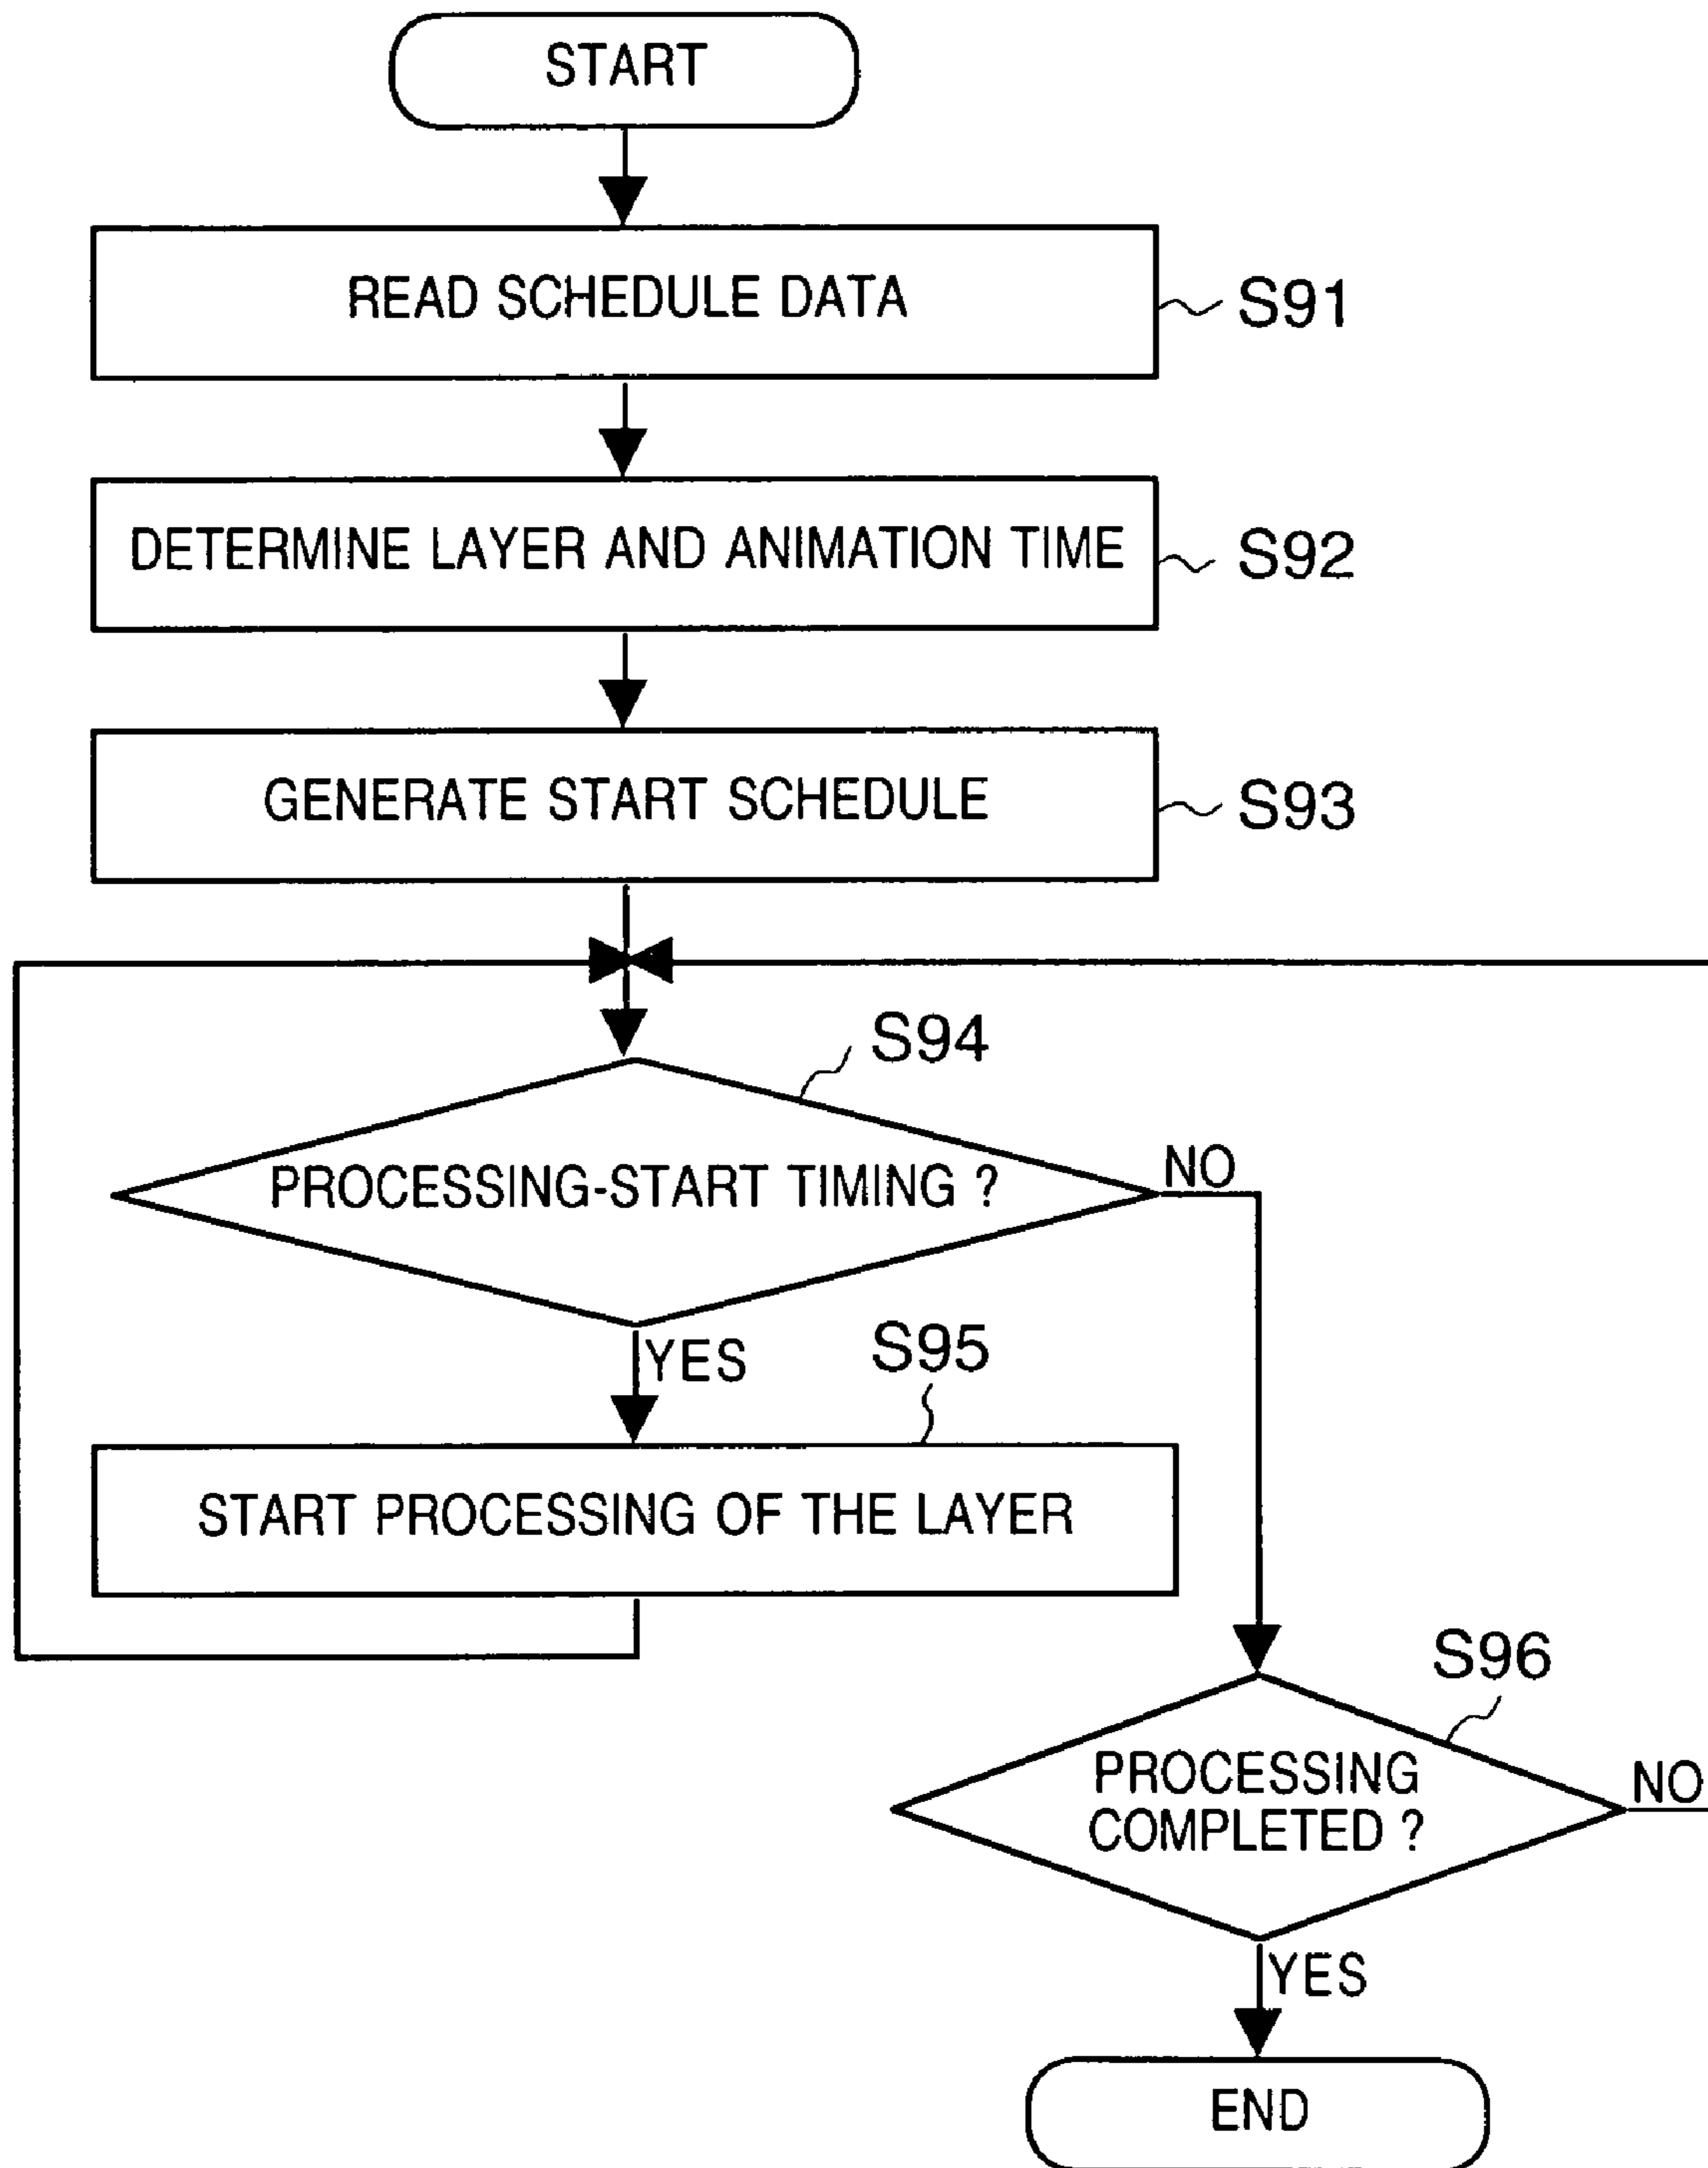 START
READ SCHEDULE DATA
S91
DETERMINE LAYER AND ANIMATION TIME
S92
GENERATE START SCHEDULE
S93
S94
PROCESSING-START TIMING ?
NO
YES
S95
START PROCESSING OF THE LAYER
S96
PROCESSING
COMPLETED ?
NO
YES
END